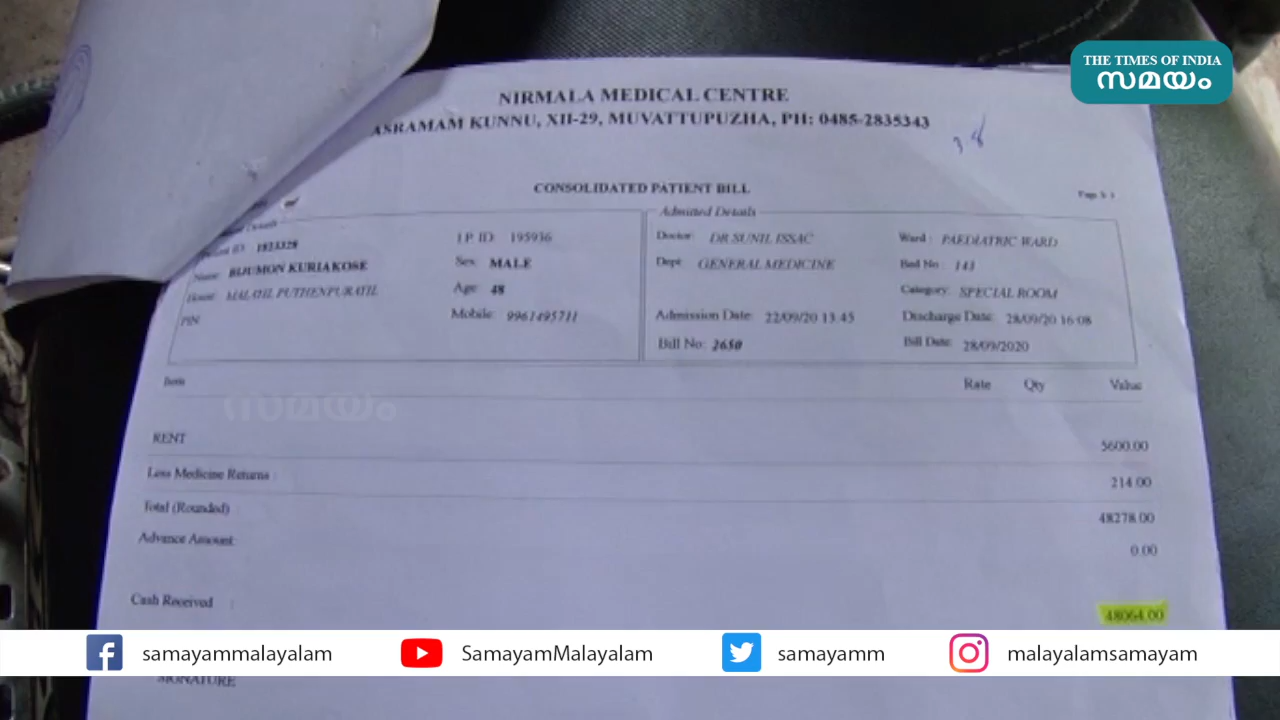 THE TIMES OF INDIA
സമയം
NIRMALA MEDICAL CENTRE
ASRAMAM KUNNU, XII-29, MUVATTUPUZHA, PH: 0485-2835343
38
CONSOLIDATED PATIENT BILL
ID: 1823328 I P. ID: 195936
Name: BIJUMON KURIAKOSE Sex: MALE
House: MALAYIL PUTHENPURAYIL Age: 48
PIN: Mobile: 9961495711
Admitted Details
Doctor: DR SUNIL ISSAC Ward : PAEDIATRIC WARD
Dept: GENERAL MEDICINE Bed No : 143
Category: SPECIAL ROOM
Admission Date: 22/09/20 13:45 Discharge Date: 28/09/20 16:08
Bill No: 2650 Bill Date: 28/09/2020
Item Rate Qty Value
സമയം
RENT 5600.00
Less Medicine Returns : 214.00
Total (Rounded) 48278.00
Advance Amount: 0.00
Cash Received : 48064.00
samayammalayalam SamayamMalayalam samayamm malayalamsamayam